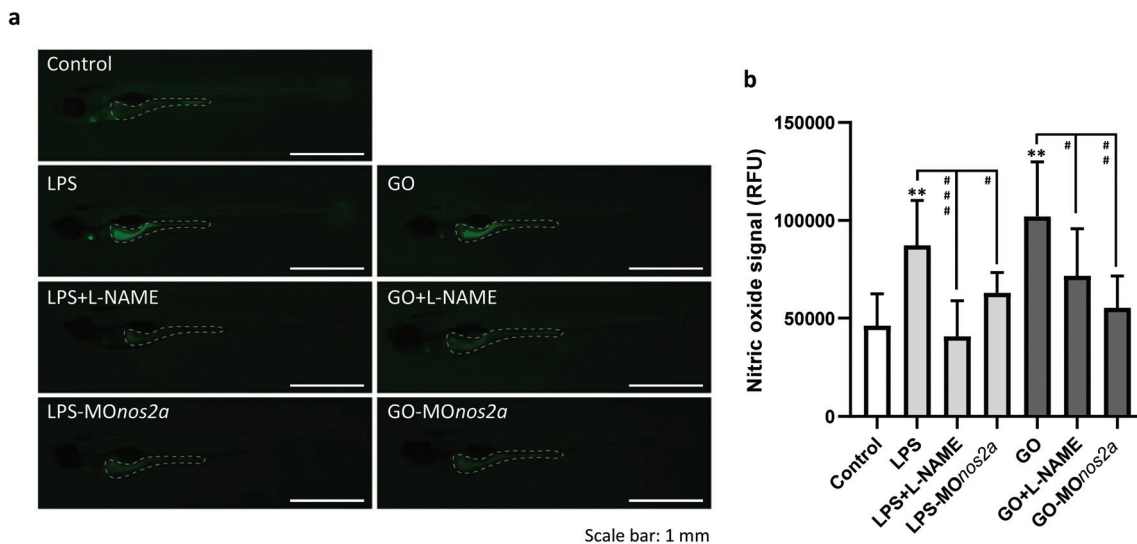 a
Control
LPS
GO
LPS+L-NAME
GO+L-NAME
LPS-MOnos2a
GO-MOnos2a
Scale bar: 1 mm
b
Nitric oxide signal (RFU)
150000
100000
50000
0
**
#
#
#
#
**
#
#
#
Control
LPS
LPS+L-NAME
LPS-MOnos2a
GO
GO+L-NAME
GO-MOnos2a